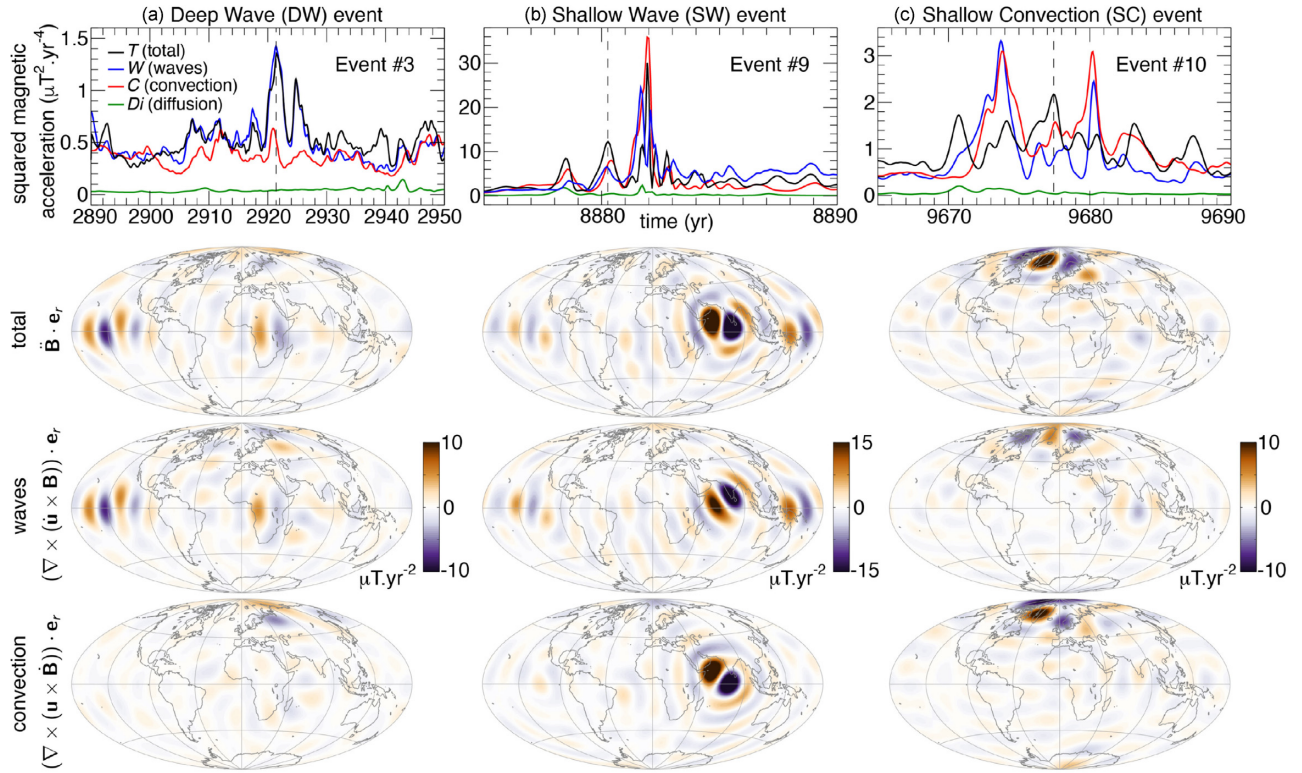 (a) Deep Wave (DW) event
(b) Shallow Wave (SW) event
(c) Shallow Convection (SC) event
squared magnetic
acceleration (μT².yr⁻⁴)
1.5
1
0.5
0
T (total)
W (waves)
C (convection)
Di (diffusion)
Event #3
2890 2900 2910 2920 2930 2940 2950
30
20
10
0
Event #9
8880 8890
time (yr)
3
2
1
0
Event #10
9670 9680 9690
total
B̈ · eᵣ
waves
(∇ × (u̇ × B)) · eᵣ
10
0
-10
μT.yr⁻²
15
0
-15
μT.yr⁻²
10
0
-10
μT.yr⁻²
convection
(∇ × (u × Ḃ)) · eᵣ